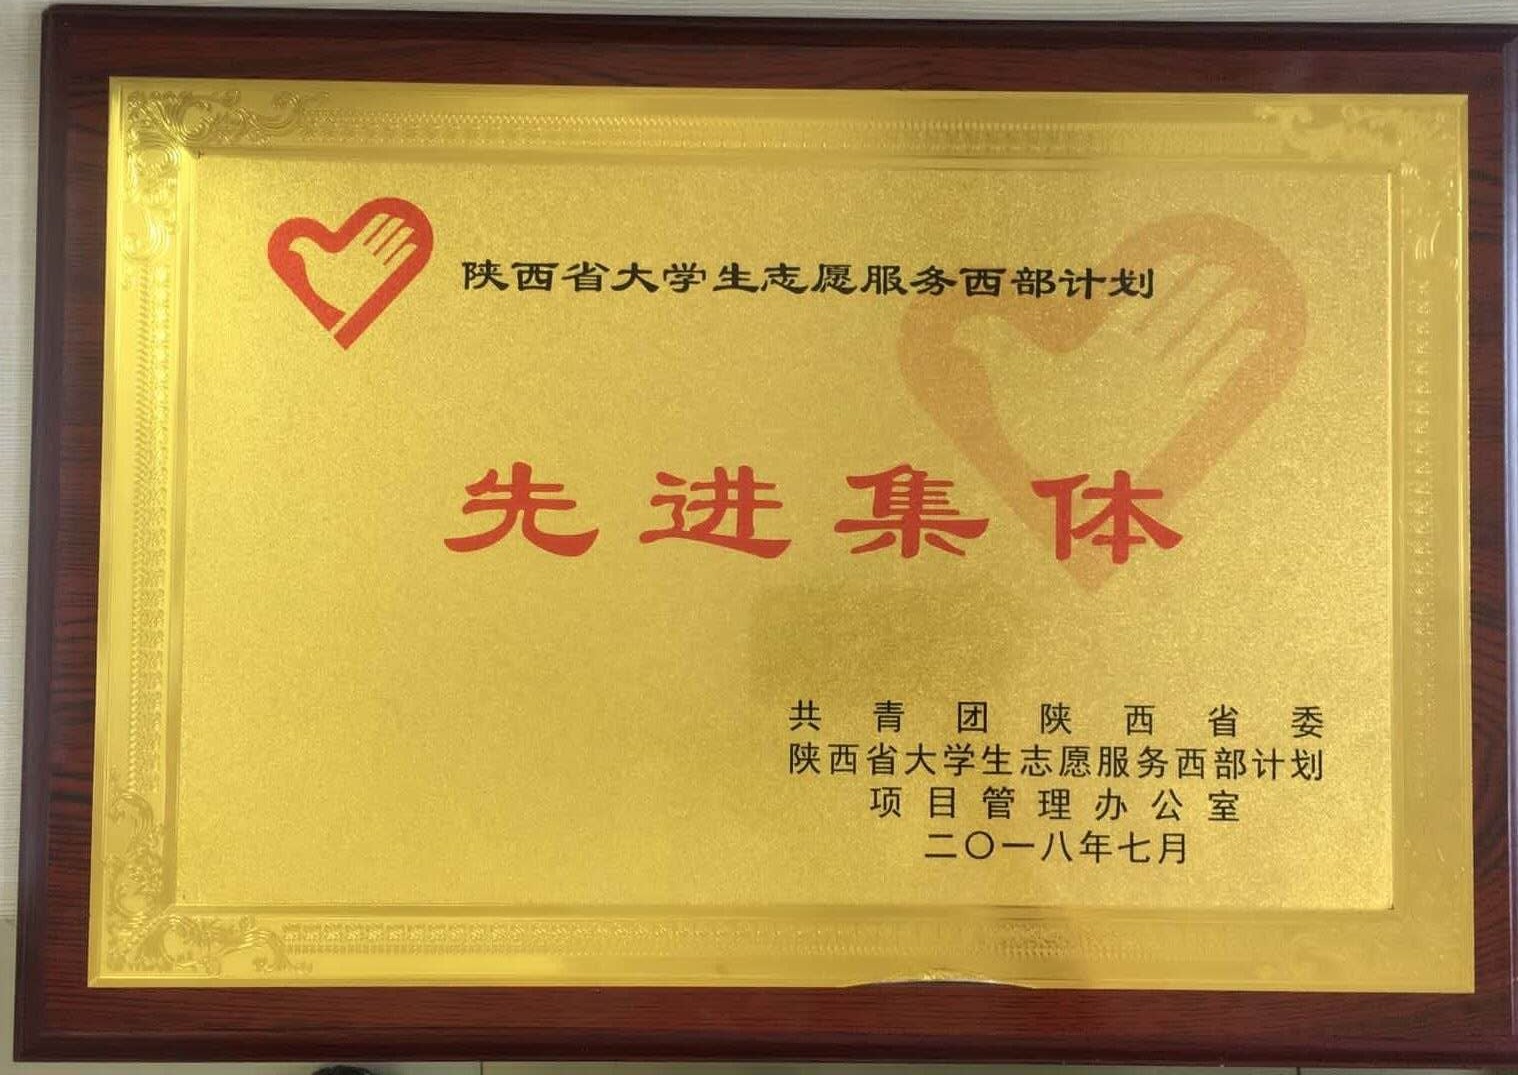 陕西省大学生志愿服务西部计划
先进集体
共青团陕西省委
陕西省大学生志愿服务西部计划
项目管理办公室
二〇一八年七月